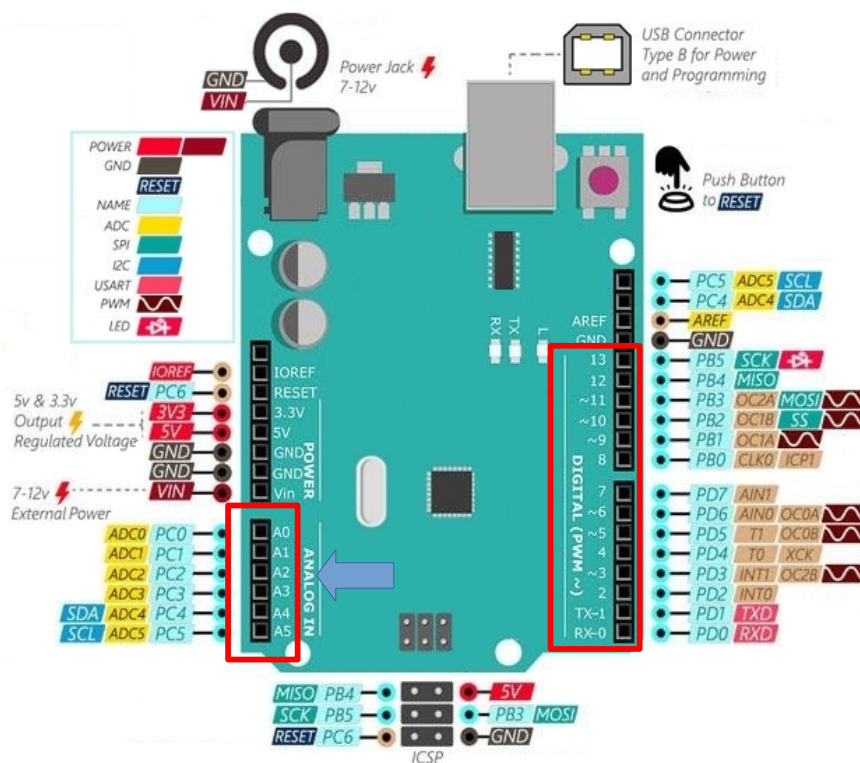 USB Connector
Type B for Power
and Programming
Power Jack
7-12v
GND
VIN
POWER
GND
RESET
NAME
ADC
SPI
I2C
USART
PWM
LED
Push Button
to RESET
RX
TX
L
AREF
GND
13
12
~11
~10
~9
8
7
~6
~5
4
~3
2
TX→1
RX←0
DIGITAL (PWM ~)
PC5 ADC5 SCL
PC4 ADC4 SDA
AREF
GND
PB5 SCK
PB4 MISO
PB3 OC2A MOSI
PB2 OC1B SS
PB1 OC1A
PB0 CLK0 ICP1
PD7 AIN1
PD6 AIN0 OC0A
PD5 T1 OC0B
PD4 T0 XCK
PD3 INT1 OC2B
PD2 INT0
PD1 TXD
PD0 RXD
IOREF
RESET PC6
3V3
5V
GND
GND
VIN
5v & 3.3v
Output
Regulated Voltage
7-12v
External Power
IOREF
RESET
3.3V
5V
GND
GND
Vin
POWER
ADC0 PC0
ADC1 PC1
ADC2 PC2
ADC3 PC3
SDA ADC4 PC4
SCL ADC5 PC5
A0
A1
A2
A3
A4
A5
ANALOG IN
MISO PB4
SCK PB5
RESET PC6
5V
PB3 MOSI
GND
ICSP